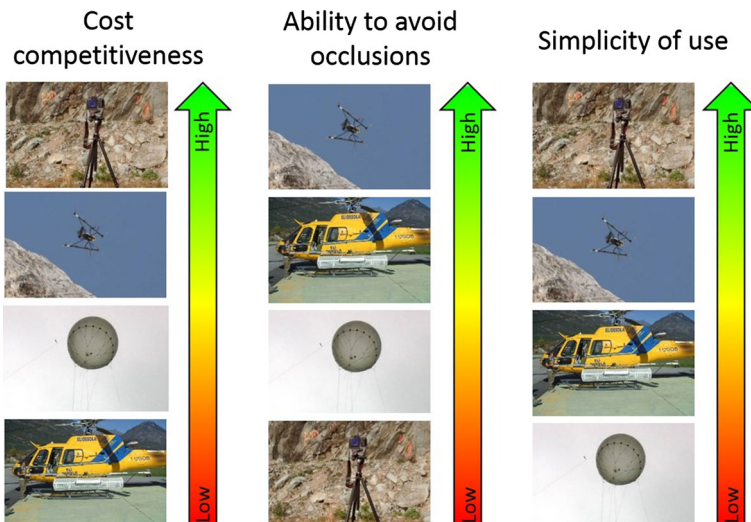 Cost
competitiveness
Ability to avoid
occlusions
Simplicity of use
High
Low
High
Low
High
Low